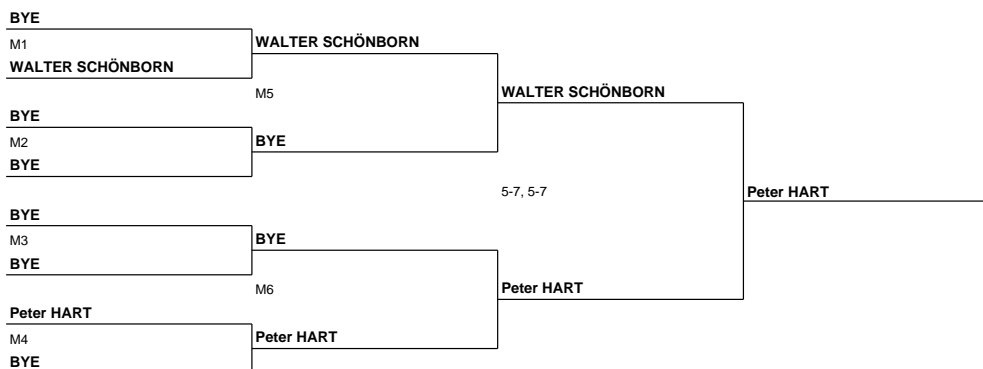 BYE
M1
WALTER SCHÖNBORN
WALTER SCHÖNBORN
M5
WALTER SCHÖNBORN
BYE
M2
BYE
BYE
5-7, 5-7
Peter HART
BYE
M3
BYE
BYE
M6
Peter HART
Peter HART
M4
Peter HART
BYE